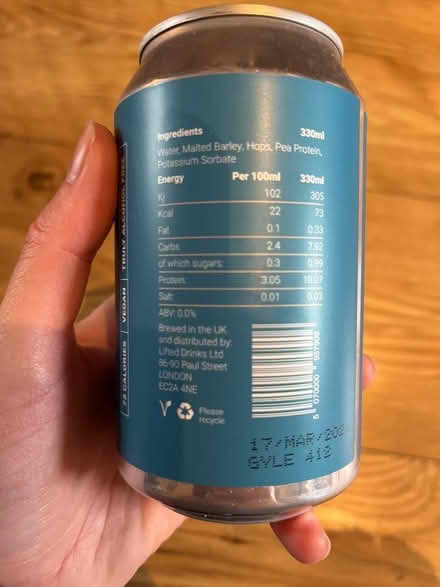 Ingredients 330ml
Water, Malted Barley, Hops, Pea Protein,
Potassium Sorbate
Energy Per 100ml 330ml
Kj 102 305
Kcal 22 73
Fat 0.1 0.33
Carbs 2.4 7.92
of which sugars: 0.3 0.99
Protein: 3.05 10.07
Salt: 0.01 0.03
ABV: 0.0%
Brewed in the UK
and distributed by:
Lifted Drinks Ltd
86-90 Paul Street
LONDON
EC2A 4NE
V Please
recycle
5 070000 957906
17/MAR/202
GYLE 412
73 CALORIES | VEGAN | TRULY ALCOHOL FREE